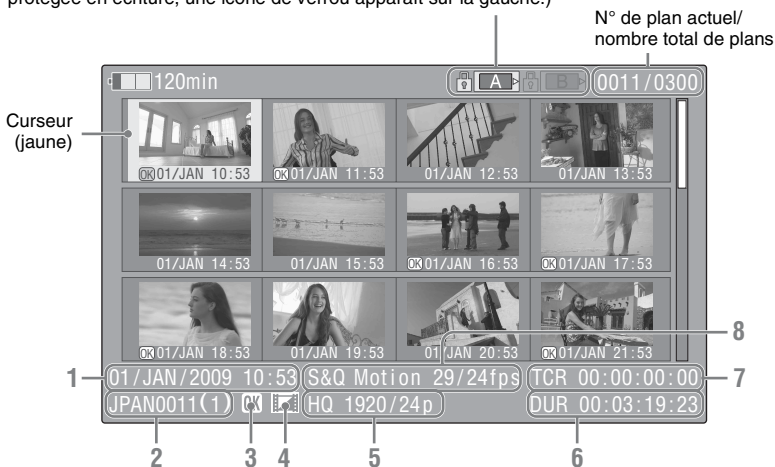 protégée en écriture, une icône de verrou apparaît sur la gauche.)
N° de plan actuel/
nombre total de plans
120min
A
B
0011/0300
Curseur
(jaune)
OK 01/JAN 10:53
OK 01/JAN 11:53
01/JAN 12:53
01/JAN 13:53
01/JAN 14:53
01/JAN 15:53
OK 01/JAN 16:53
OK 01/JAN 17:53
OK 01/JAN 18:53
01/JAN 19:53
01/JAN 20:53
OK 01/JAN 21:53
8
1
01/JAN/2009 10:53
S&Q Motion 29/24fps
TCR 00:00:00:00
7
JPAN0011(1)
OK
HQ 1920/24p
DUR 00:03:19:23
2
3
4
5
6